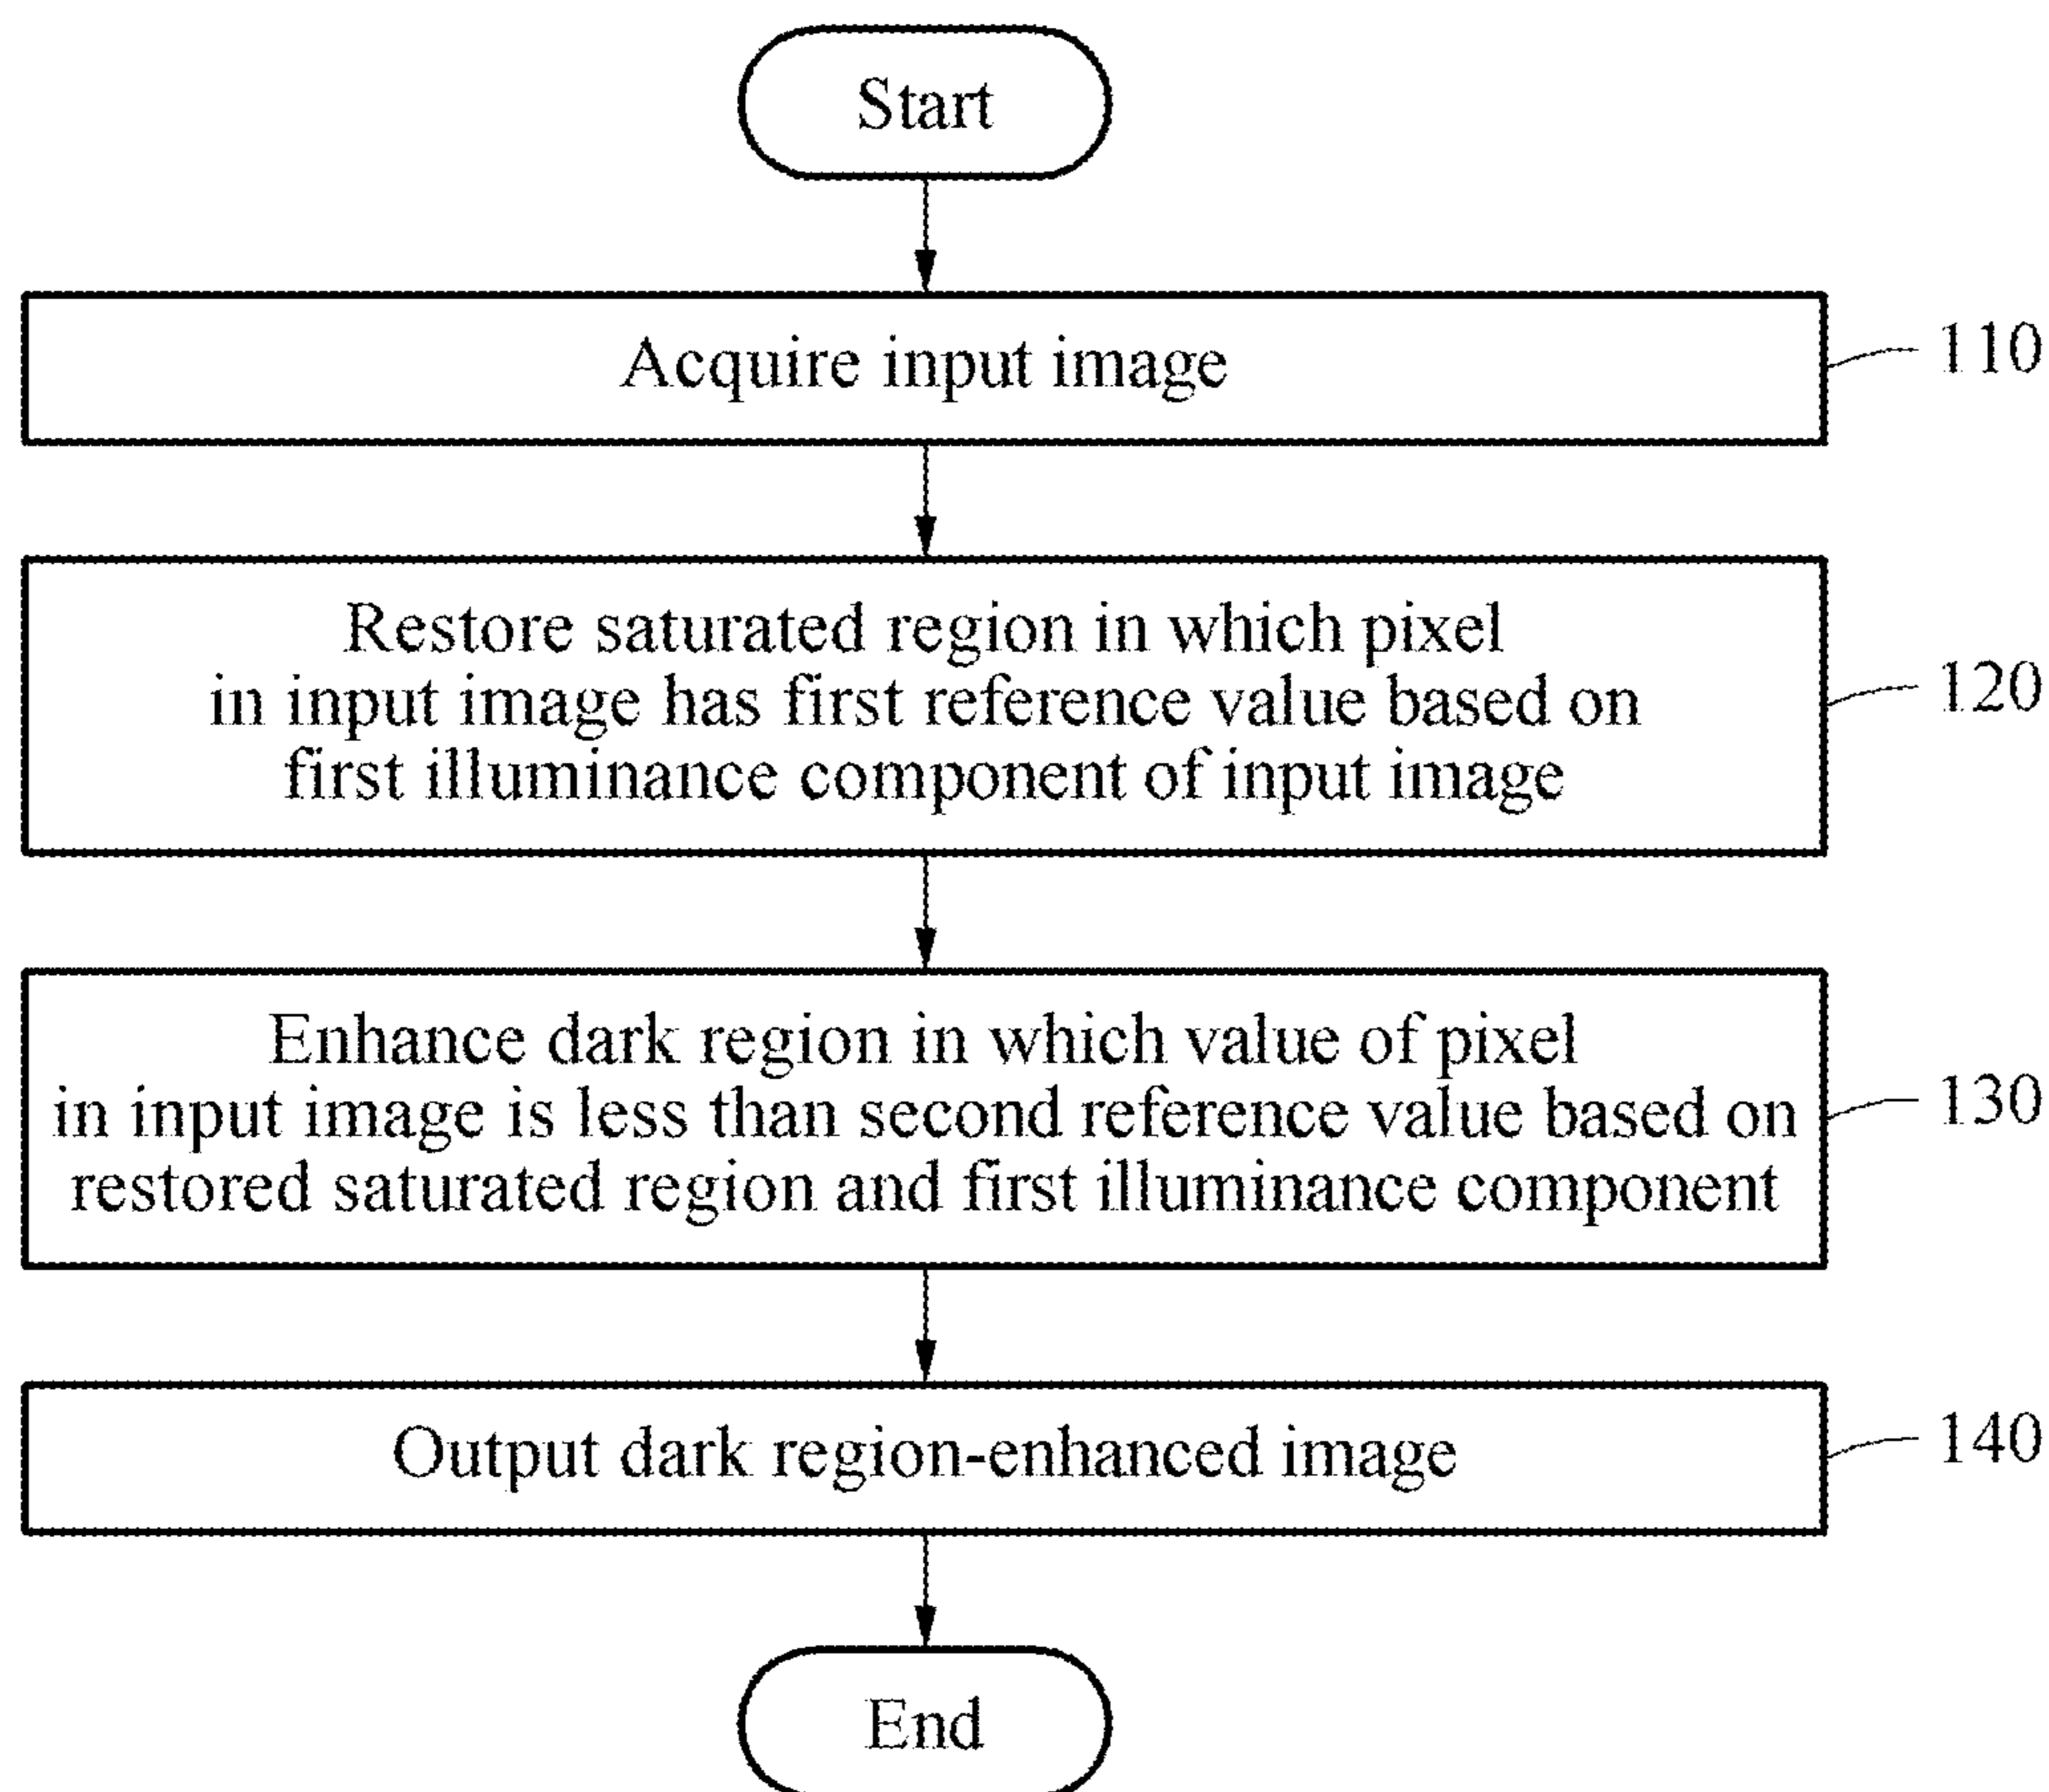 Start
Acquire input image
110
Restore saturated region in which pixel
in input image has first reference value based on
first illuminance component of input image
120
Enhance dark region in which value of pixel
in input image is less than second reference value based on
restored saturated region and first illuminance component
130
Output dark region-enhanced image
140
End